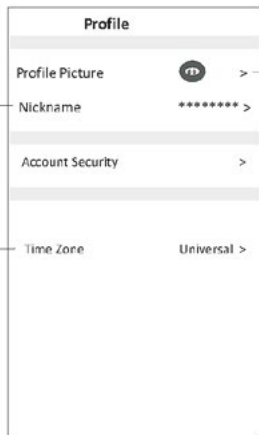 Profile
Profile Picture >
Nickname ******** >
Account Security >
Time Zone Universal >